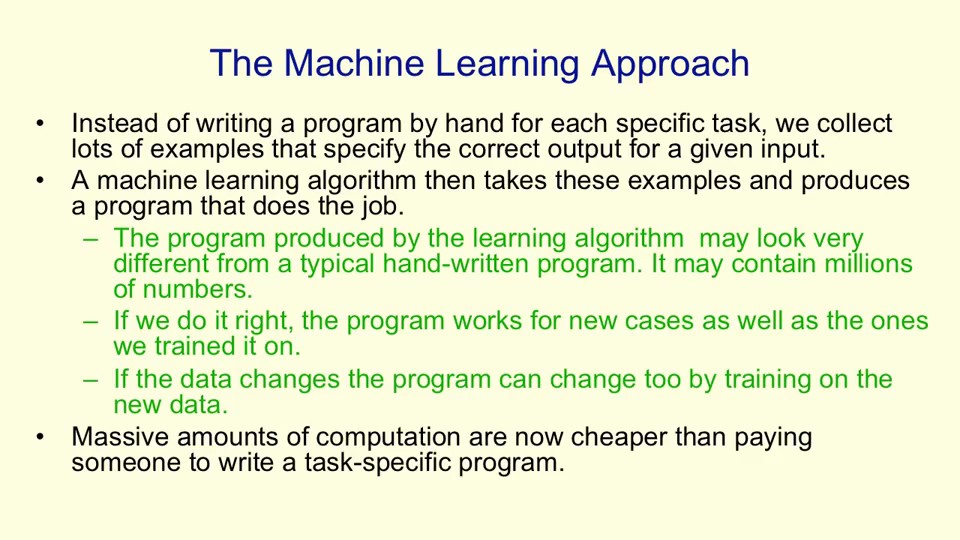 The Machine Learning Approach
• Instead of writing a program by hand for each specific task, we collect
lots of examples that specify the correct output for a given input.
• A machine learning algorithm then takes these examples and produces
a program that does the job.
– The program produced by the learning algorithm  may look very
different from a typical hand-written program. It may contain millions
of numbers.
– If we do it right, the program works for new cases as well as the ones
we trained it on.
– If the data changes the program can change too by training on the
new data.
• Massive amounts of computation are now cheaper than paying
someone to write a task-specific program.